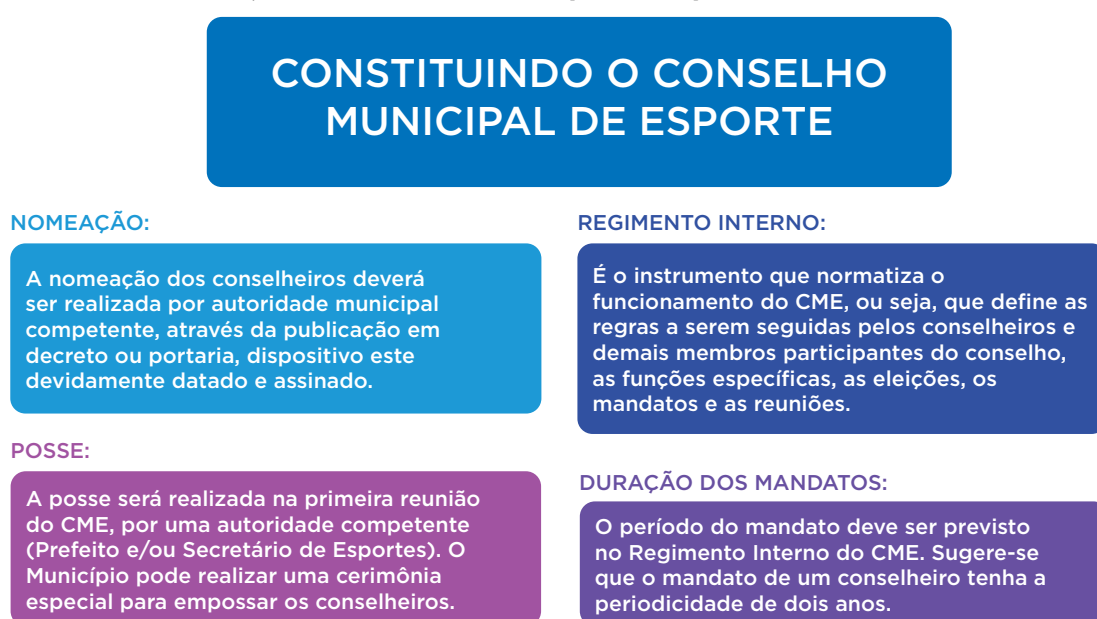 CONSTITUINDO O CONSELHO
MUNICIPAL DE ESPORTE
NOMEAÇÃO:
A nomeação dos conselheiros deverá
ser realizada por autoridade municipal
competente, através da publicação em
decreto ou portaria, dispositivo este
devidamente datado e assinado.
POSSE:
A posse será realizada na primeira reunião
do CME, por uma autoridade competente
(Prefeito e/ou Secretário de Esportes). O
Município pode realizar uma cerimônia
especial para empossar os conselheiros.
REGIMENTO INTERNO:
É o instrumento que normatiza o
funcionamento do CME, ou seja, que define as
regras a serem seguidas pelos conselheiros e
demais membros participantes do conselho,
as funções específicas, as eleições, os
mandatos e as reuniões.
DURAÇÃO DOS MANDATOS:
O período do mandato deve ser previsto
no Regimento Interno do CME. Sugere-se
que o mandato de um conselheiro tenha a
periodicidade de dois anos.